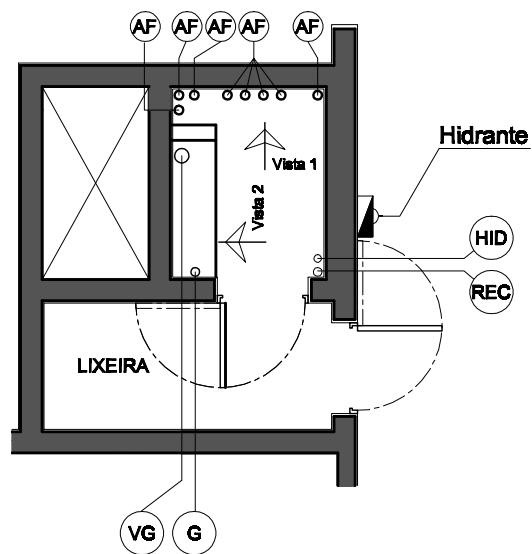 AF AF AF AF AF
Hidrante
Vista 1
Vista 2
HID
REC
LIXEIRA
VG G